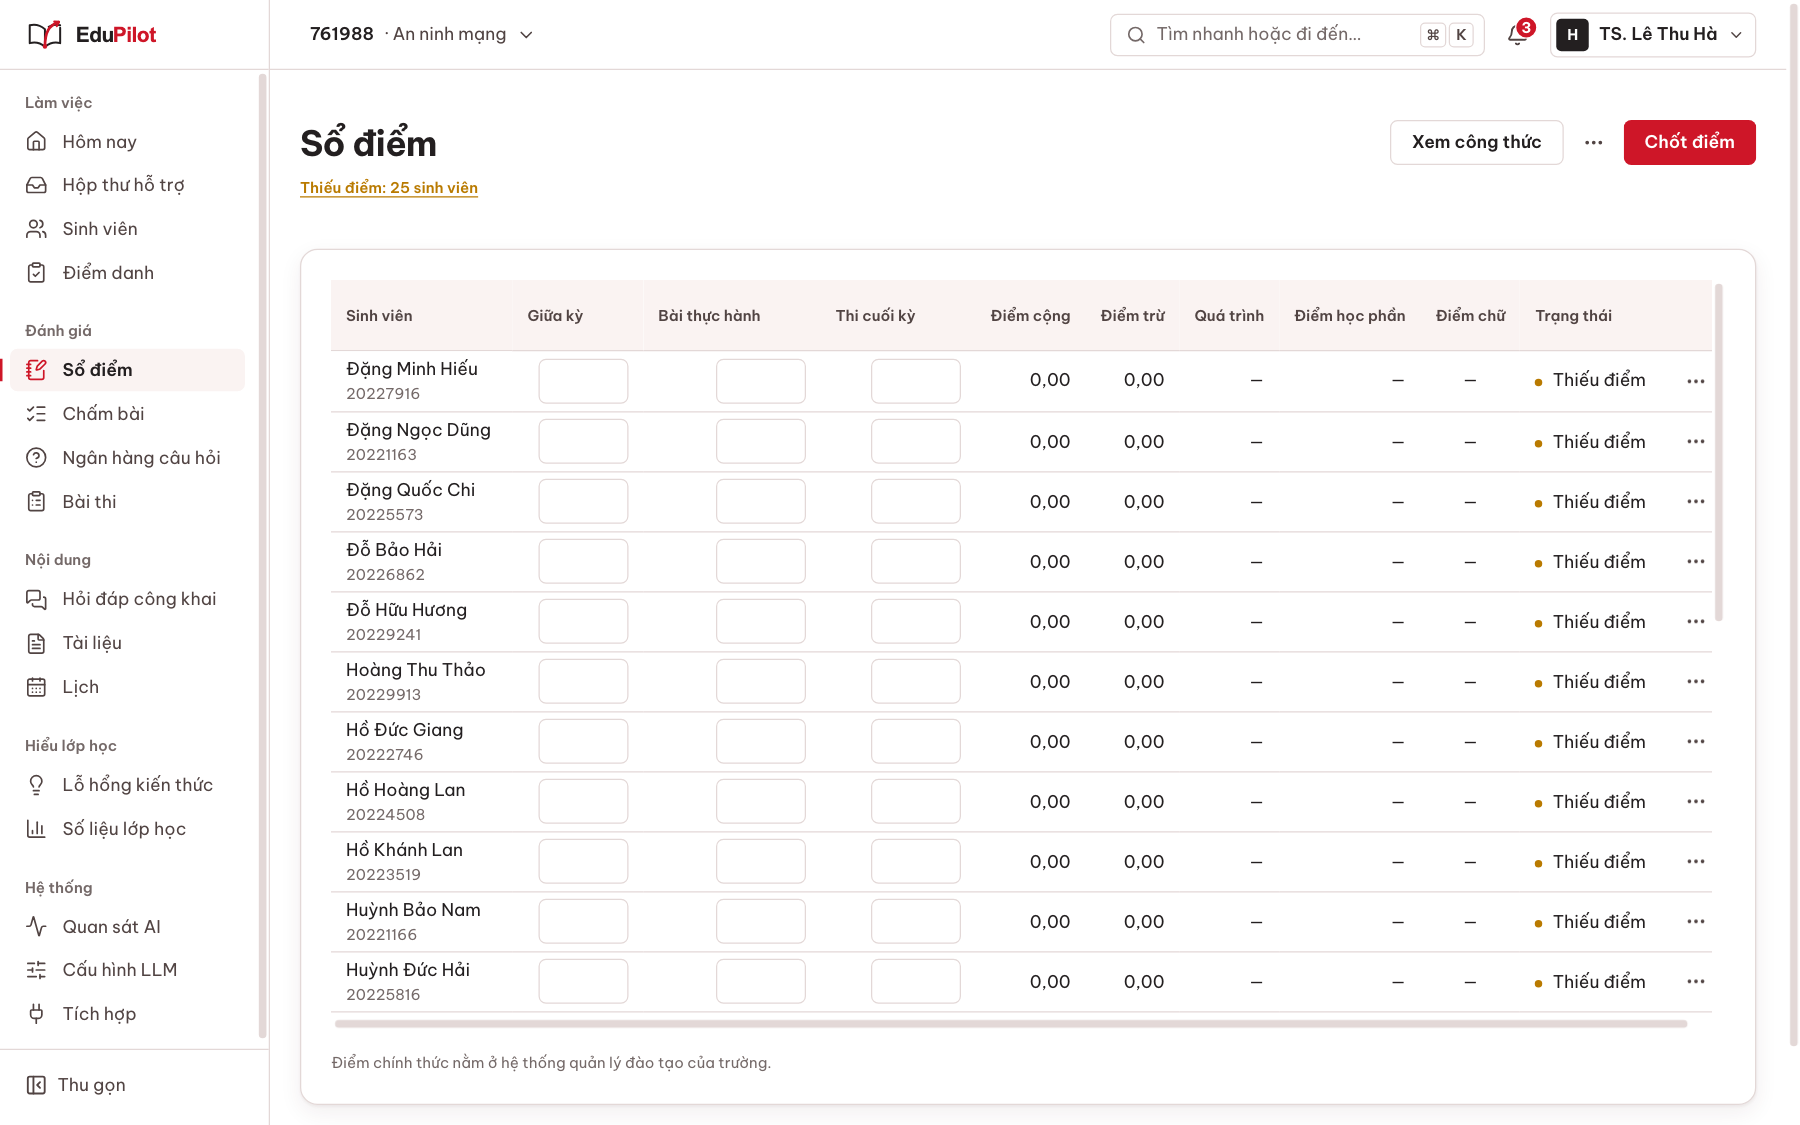 EduPilot
761988 · An ninh mạng
Tìm nhanh hoặc đi đến...
⌘ K
3
H
TS. Lê Thu Hà
Làm việc
Hôm nay
Hộp thư hỗ trợ
Sinh viên
Điểm danh
Đánh giá
Sổ điểm
Chấm bài
Ngân hàng câu hỏi
Bài thi
Nội dung
Hỏi đáp công khai
Tài liệu
Lịch
Hiểu lớp học
Lỗ hổng kiến thức
Số liệu lớp học
Hệ thống
Quan sát AI
Cấu hình LLM
Tích hợp
Thu gọn
Sổ điểm
Thiếu điểm: 25 sinh viên
Xem công thức
Chốt điểm
Sinh viên Giữa kỳ Bài thực hành Thi cuối kỳ Điểm cộng Điểm trừ Quá trình Điểm học phần Điểm chữ Trạng thái
Đặng Minh Hiếu
20227916
0,00 0,00 – – – Thiếu điểm
Đặng Ngọc Dũng
20221163
0,00 0,00 – – – Thiếu điểm
Đặng Quốc Chi
20225573
0,00 0,00 – – – Thiếu điểm
Đỗ Bảo Hải
20226862
0,00 0,00 – – – Thiếu điểm
Đỗ Hữu Hương
20229241
0,00 0,00 – – – Thiếu điểm
Hoàng Thu Thảo
20229913
0,00 0,00 – – – Thiếu điểm
Hồ Đức Giang
20222746
0,00 0,00 – – – Thiếu điểm
Hồ Hoàng Lan
20224508
0,00 0,00 – – – Thiếu điểm
Hồ Khánh Lan
20223519
0,00 0,00 – – – Thiếu điểm
Huỳnh Bảo Nam
20221166
0,00 0,00 – – – Thiếu điểm
Huỳnh Đức Hải
20225816
0,00 0,00 – – – Thiếu điểm
Điểm chính thức nằm ở hệ thống quản lý đào tạo của trường.